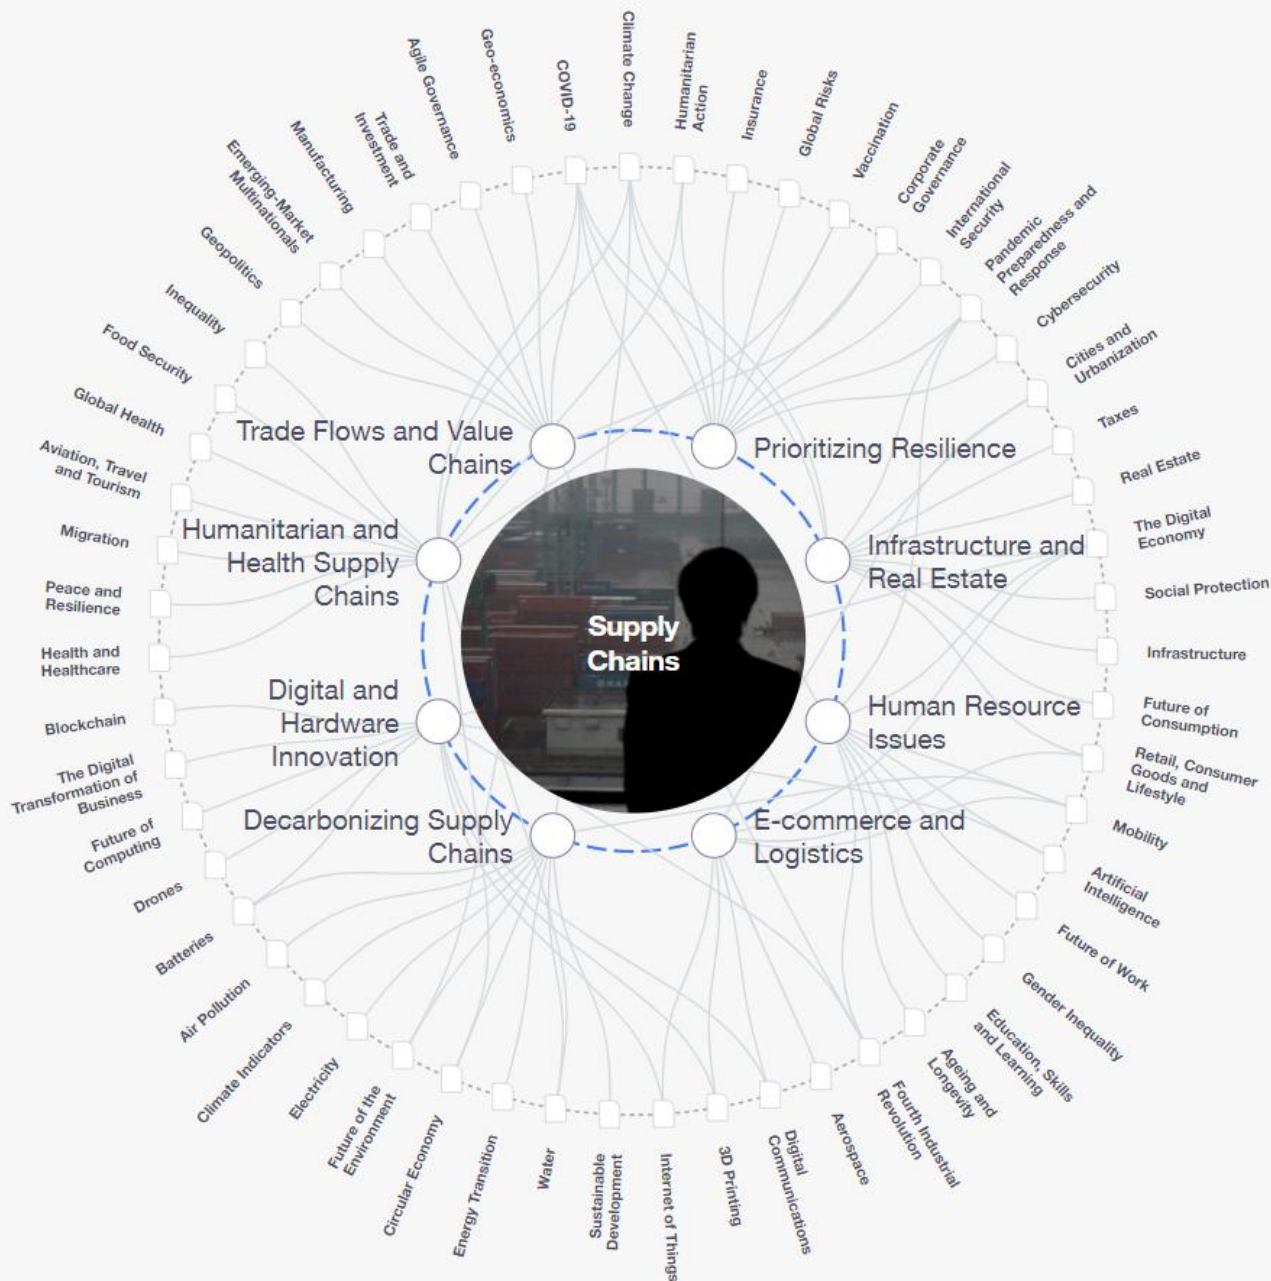 Supply
Chains
Trade Flows and Value
Chains
Prioritizing Resilience
Humanitarian and
Health Supply
Chains
Infrastructure and
Real Estate
Digital and
Hardware
Innovation
Human Resource
Issues
Decarbonizing Supply
Chains
E-commerce and
Logistics
Climate Change
Humanitarian
Action
Insurance
Global Risks
Vaccination
Corporate
Governance
International
Security
Pandemic
Preparedness and
Response
Cybersecurity
Cities and
Urbanization
Taxes
Real Estate
The Digital
Economy
Social Protection
Infrastructure
Future of
Consumption
Retail, Consumer
Goods and
Lifestyle
Mobility
Artificial
Intelligence
Future of Work
Gender Inequality
Education, Skills
and Learning
Ageing and
Longevity
Fourth Industrial
Revolution
Aerospace
Digital
Communications
3D Printing
Internet of Things
Sustainable
Development
Water
Energy Transition
Circular Economy
Future of the
Environment
Electricity
Climate Indicators
Air Pollution
Batteries
Drones
Future of
Computing
The Digital
Transformation of
Business
Blockchain
Health and
Healthcare
Peace and
Resilience
Migration
Aviation, Travel
and Tourism
Global Health
Food Security
Inequality
Geopolitics
Emerging-Market
Multinationals
Manufacturing
Trade and
Investment
Agile Governance
Geo-economics
COVID-19